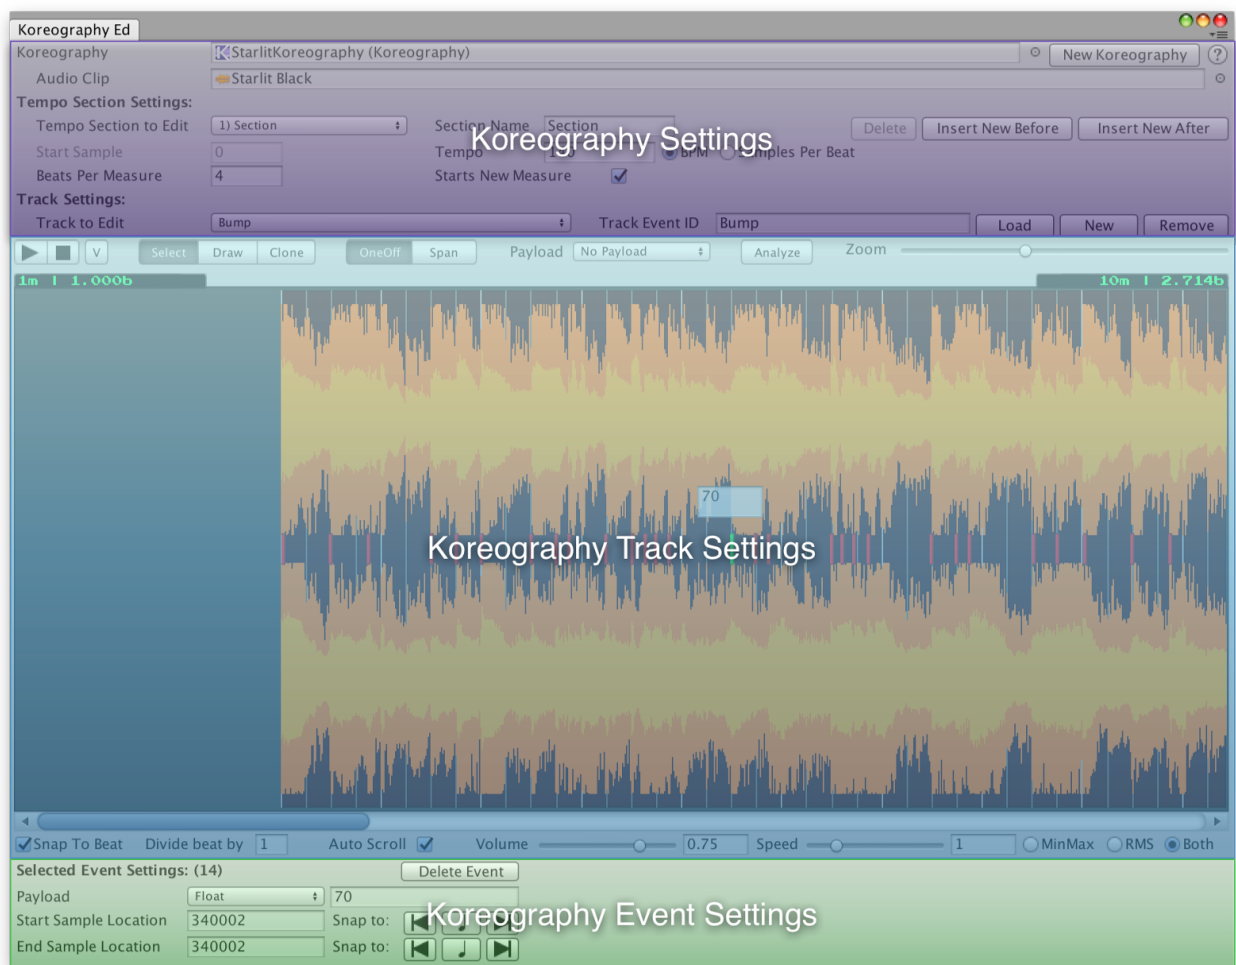 Koreography Ed
Koreography StarlitKoreography (Koreography) New Koreography ?
Audio Clip Starlit Black
Tempo Section Settings:
Tempo Section to Edit 1) Section Section Name Section Delete Insert New Before Insert New After
Koreography Settings
Start Sample 0 Tempo BPM Samples Per Beat
Beats Per Measure 4 Starts New Measure
Track Settings:
Track to Edit Bump Track Event ID Bump Load New Remove
V Select Draw Clone OneOff Span Payload No Payload Analyze Zoom
1m | 1.000b 10m | 2.714b
70
Koreography Track Settings
Snap To Beat Divide beat by 1 Auto Scroll Volume 0.75 Speed 1 MinMax RMS Both
Selected Event Settings: (14) Delete Event
Payload Float 70
Koreography Event Settings
Start Sample Location 340002 Snap to:
End Sample Location 340002 Snap to: